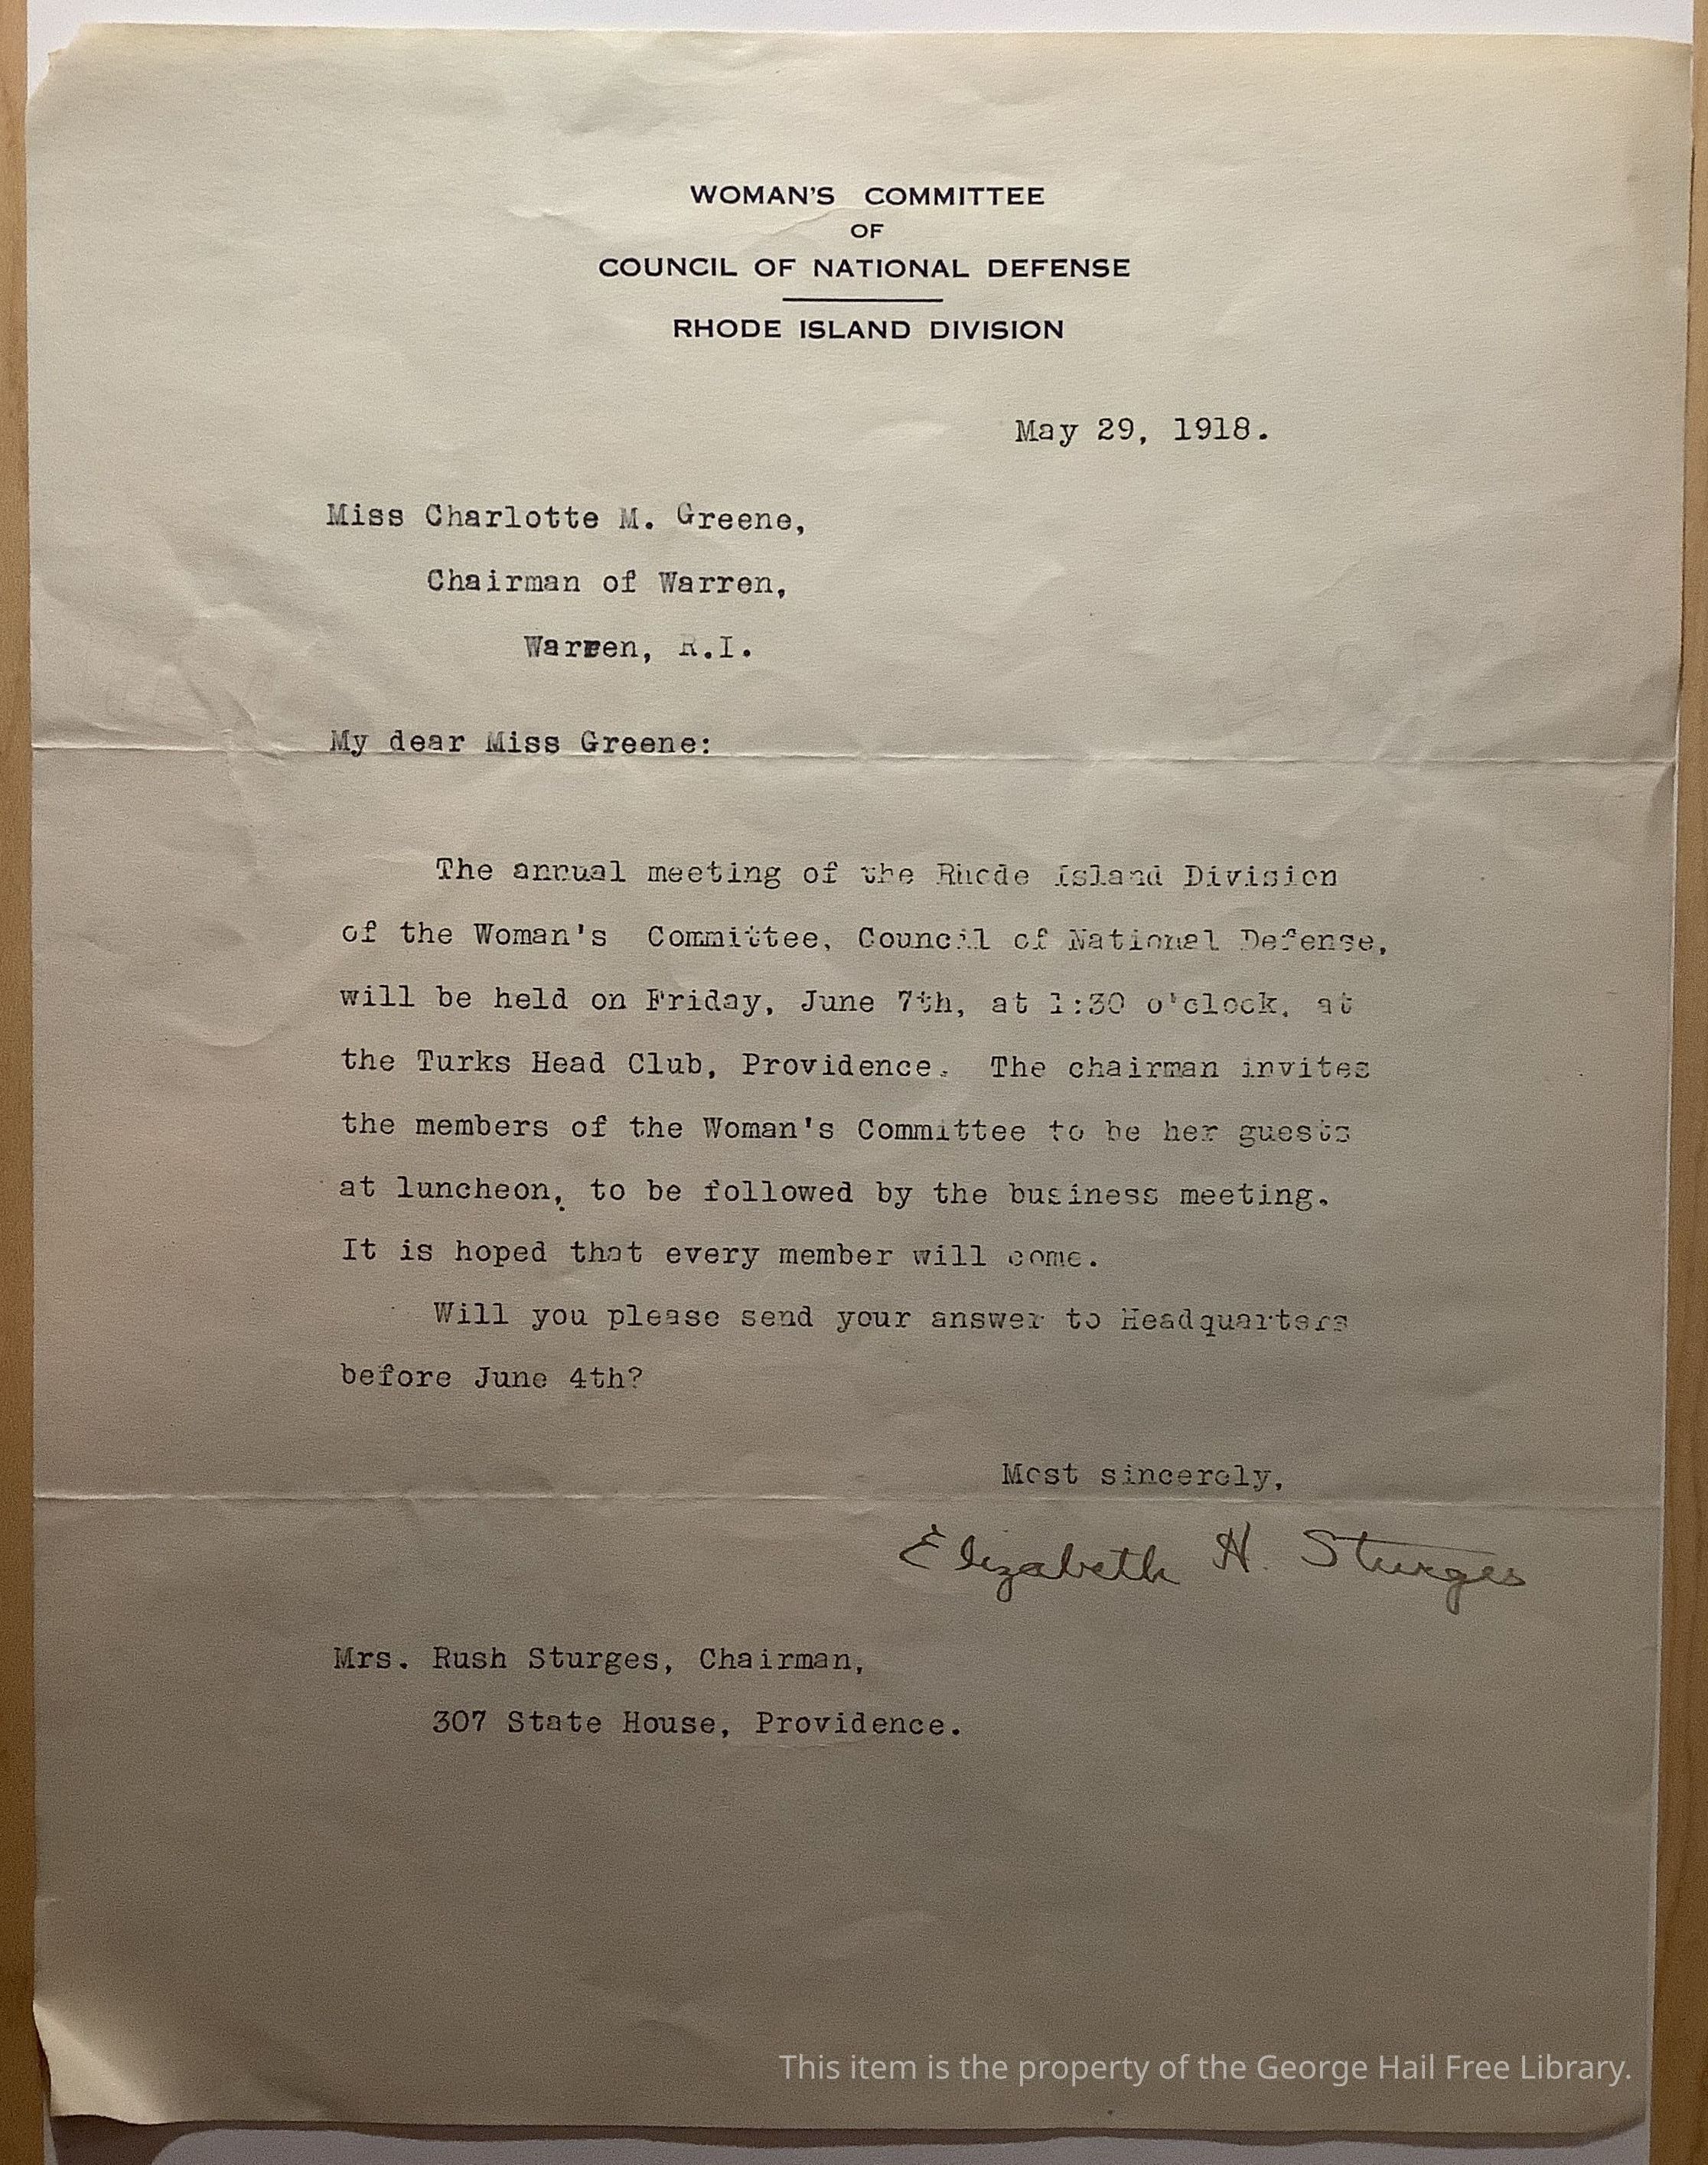 WOMAN'S COMMITTEE
OF
COUNCIL OF NATIONAL DEFENSE
RHODE ISLAND DIVISION
May 29, 1918.
Miss Charlotte M. Greene,
Chairman of Warren,
Warren, R.I.
My dear Miss Greene:
The annual meeting of the Rhode Island Division
of the Woman's Committee, Council of National Defense,
will be held on Friday, June 7th, at 1:30 o'clock, at
the Turks Head Club, Providence. The chairman invites
the members of the Woman's Committee to be her guests
at luncheon, to be followed by the business meeting.
It is hoped that every member will come.
Will you please send your answer to Headquarters
before June 4th?
Most sincerely,
Elizabeth H. Sturges
Mrs. Rush Sturges, Chairman,
307 State House, Providence.
This item is the property of the George Hail Free Library.